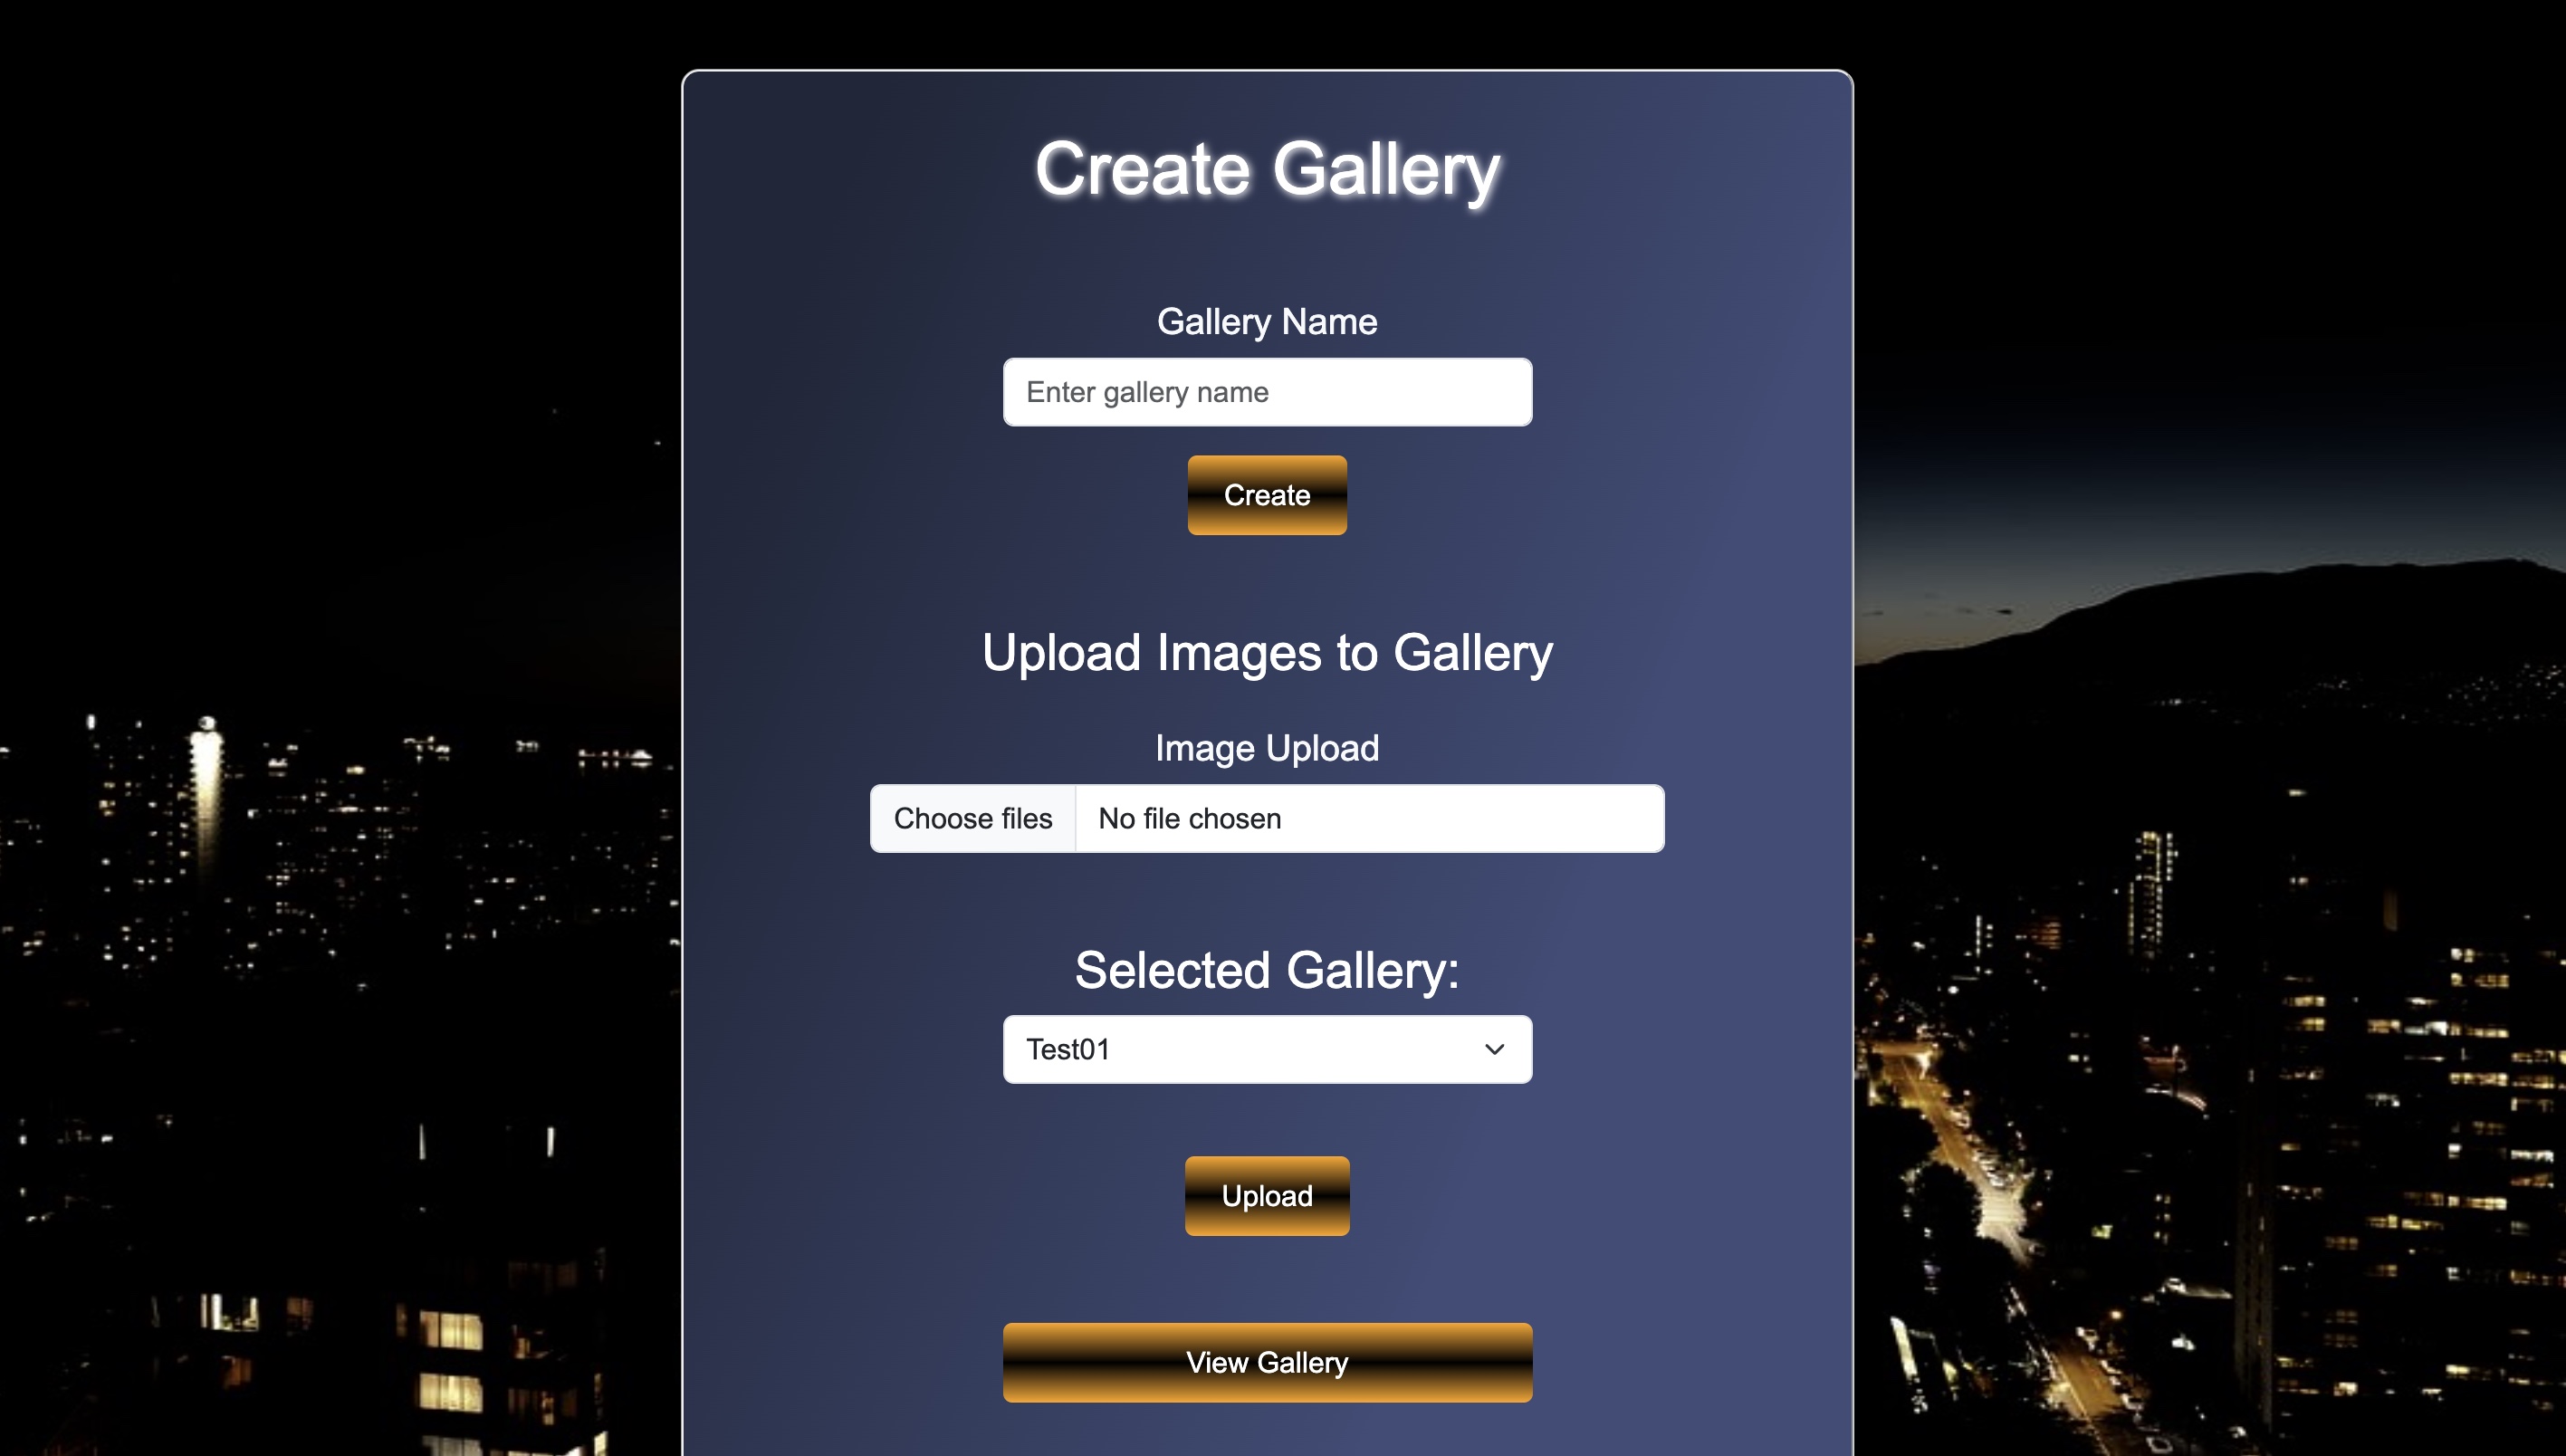 Create Gallery
Gallery Name
Enter gallery name
Create
Upload Images to Gallery
Image Upload
Choose files No file chosen
Selected Gallery:
Test01
Upload
View Gallery